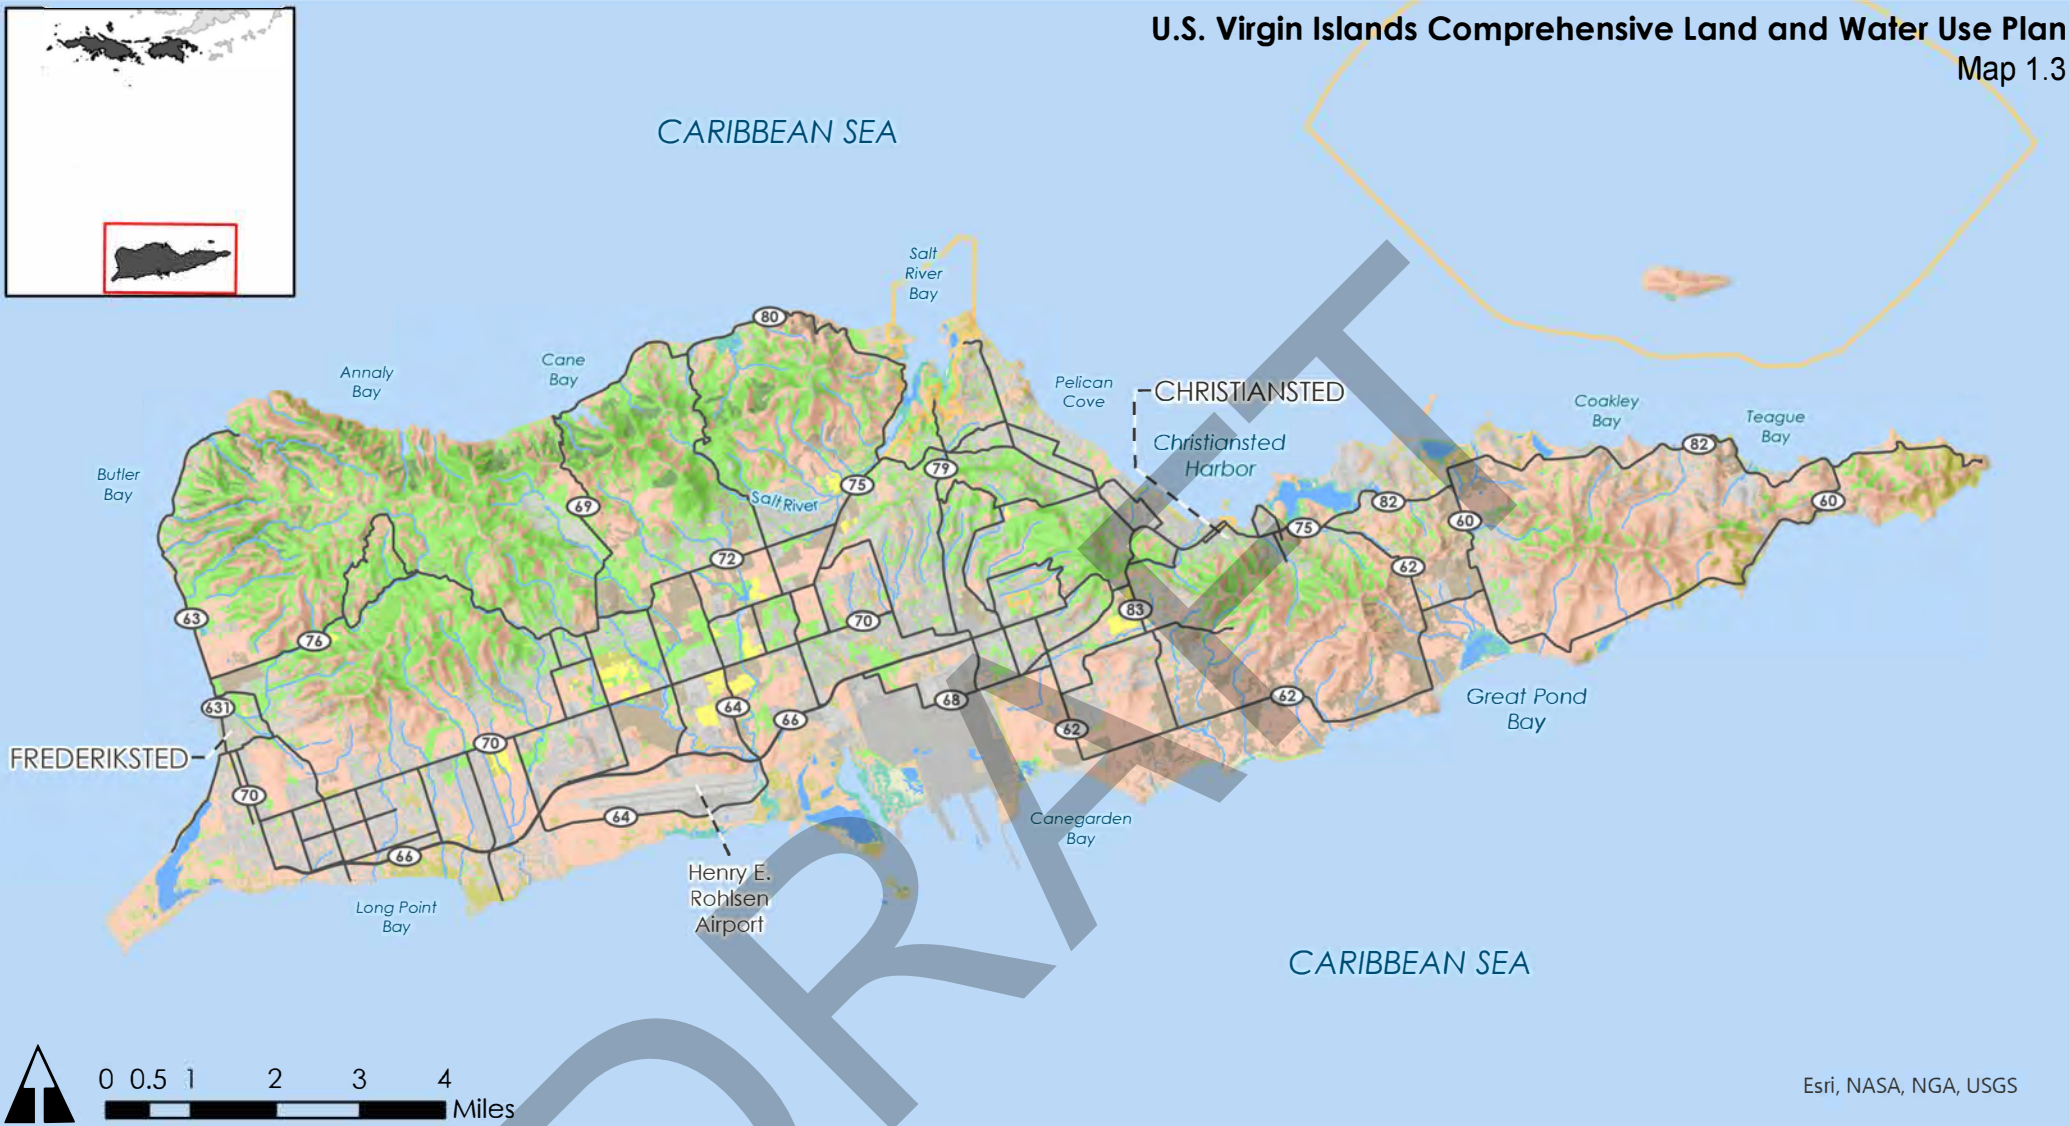 U.S. Virgin Islands Comprehensive Land and Water Use Plan
Map 1.3
CARIBBEAN SEA
Salt
River
Bay
80
Annaly
Bay
Cane
Bay
Pelican
Cove
CHRISTIANSTED
Christiansted
Harbor
Coakley
Bay
Teague
Bay
82
Butler
Bay
79
75
69
Salt River
82
60
60
75
72
62
63
76
70
83
631
64
66
68
62
62
Great Pond
Bay
FREDERIKSTED
70
70
64
66
Canegarden
Bay
Henry E.
Rohlsen
Airport
Long Point
Bay
CARIBBEAN SEA
DRAFT
0 0.5 1 2 3 4
Miles
Esri, NASA, NGA, USGS